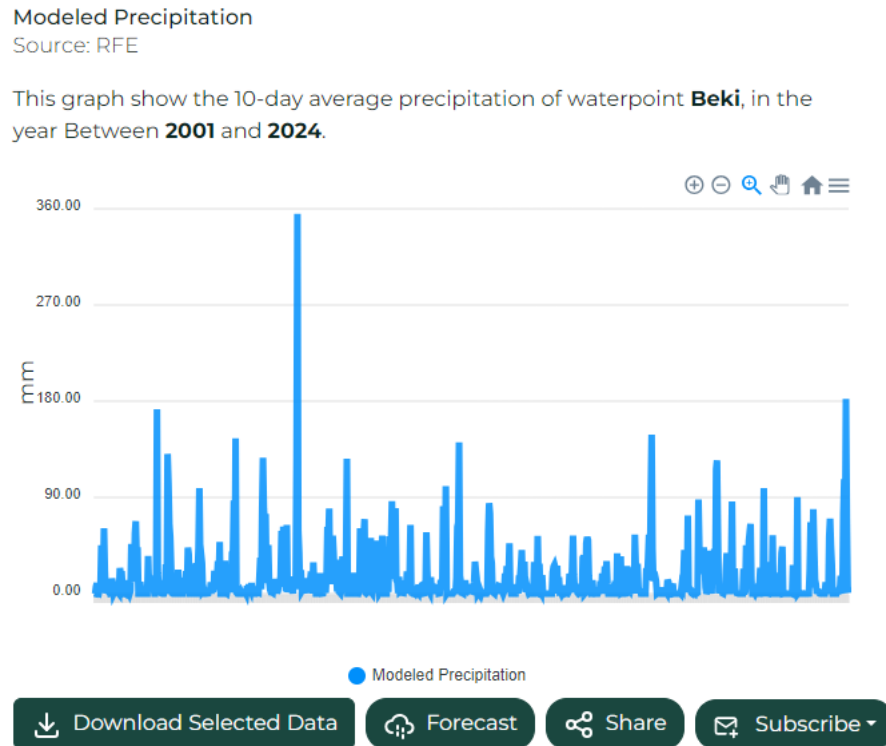 Modeled Precipitation
Source: RFE
This graph show the 10-day average precipitation of waterpoint Beki, in the
year Between 2001 and 2024.
360.00
270.00
180.00
90.00
0.00
mm
Modeled Precipitation
Download Selected Data
Forecast
Share
Subscribe